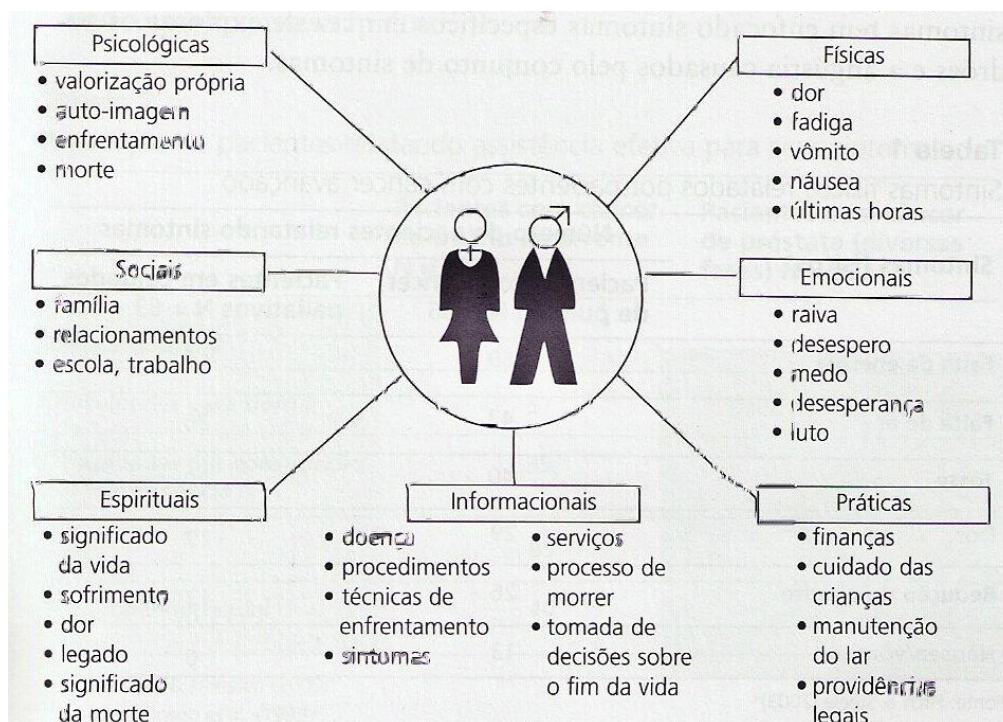 Psicológicas
• valorização própria
• auto-imagem
• enfrentamento
• morte
Físicas
• dor
• fadiga
• vômito
• náusea
• últimas horas
Sociais
• família
• relacionamentos
• escola, trabalho
Emocionais
• raiva
• desespero
• medo
• desesperança
• luto
Espirituais
• significado
da vida
• sofrimento
• dor
• legado
• significado
da morte
Informacionais
• doença
• procedimentos
• técnicas de
enfrentamento
• sintomas
• serviços
• processo de
morrer
• tomada de
decisões sobre
o fim da vida
Práticas
• finanças
• cuidado das
crianças
• manutenção
do lar
• providências
legais